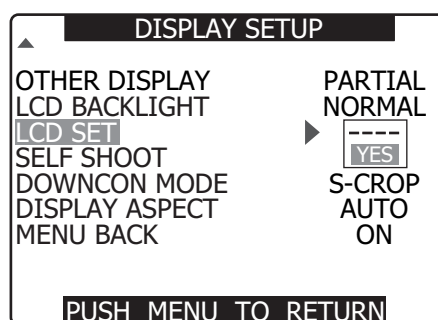 DISPLAY SETUP
OTHER DISPLAY PARTIAL
LCD BACKLIGHT NORMAL
LCD SET ----
YES
SELF SHOOT
DOWNCON MODE S-CROP
DISPLAY ASPECT AUTO
MENU BACK ON
PUSH MENU TO RETURN